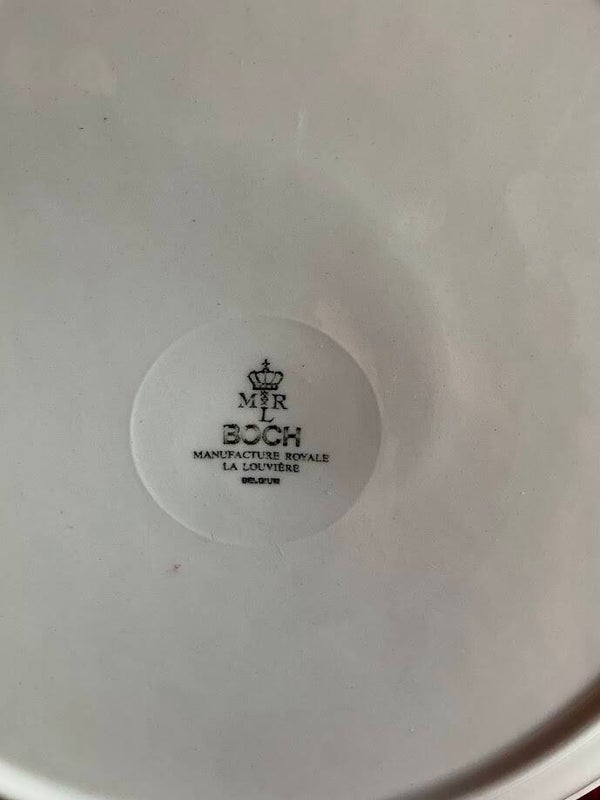 M R
L
BOCH
MANUFACTURE ROYALE
LA LOUVIÈRE
BELGIUM